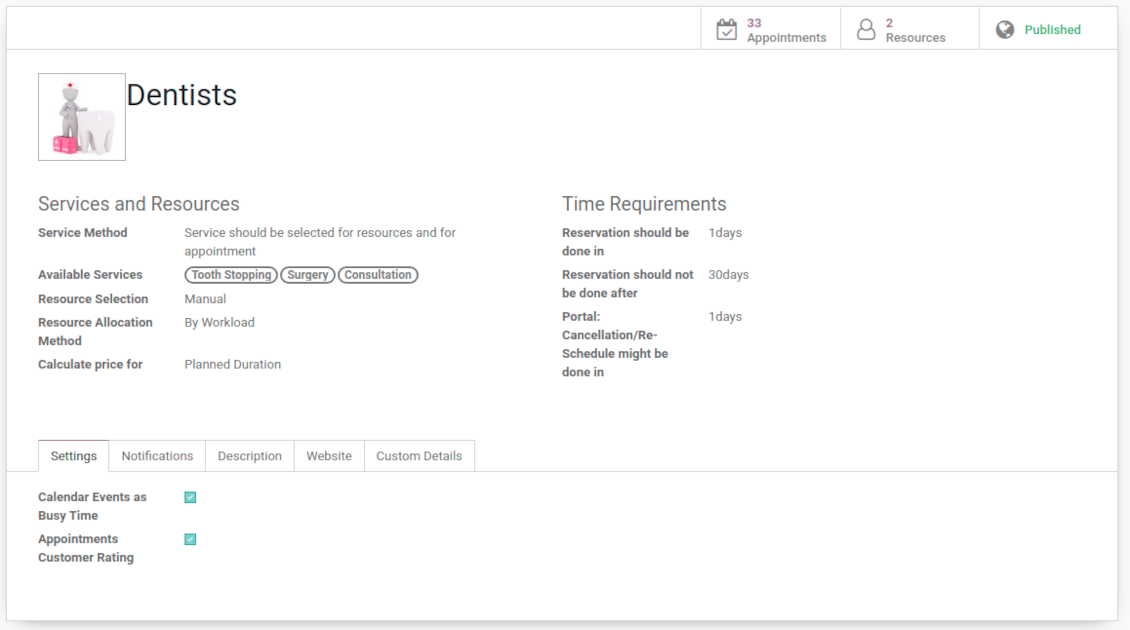 33
Appointments
2
Resources
Published
Dentists
Services and Resources
Service Method
Service should be selected for resources and for
appointment
Available Services
Tooth Stopping Surgery Consultation
Resource Selection
Manual
Resource Allocation
Method
By Workload
Calculate price for
Planned Duration
Time Requirements
Reservation should be
done in
1days
Reservation should not
be done after
30days
Portal:
Cancellation/Re-
Schedule might be
done in
1days
Settings Notifications Description Website Custom Details
Calendar Events as
Busy Time
Appointments
Customer Rating